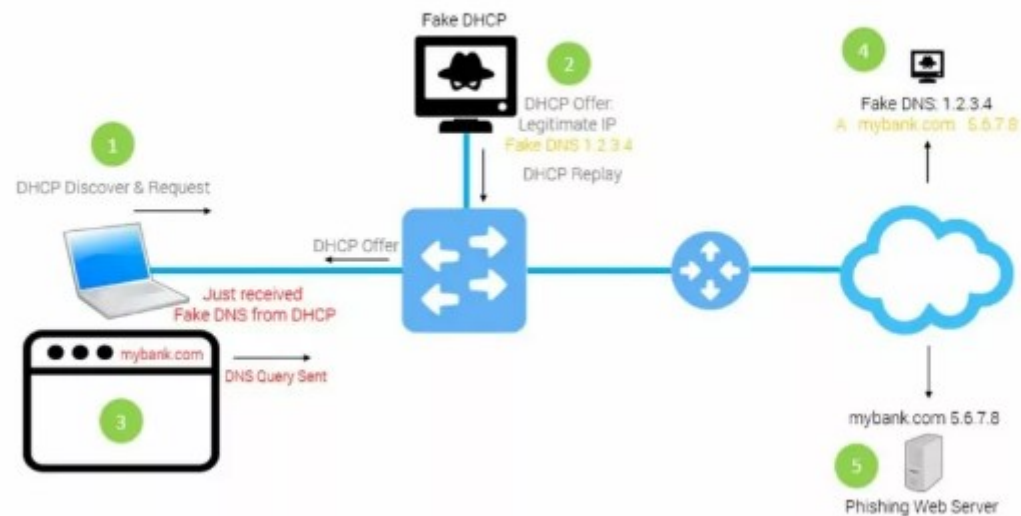 Fake DHCP
1
DHCP Discover & Request
2
DHCP Offer:
Legitimate IP
Fake DNS 1.2.3.4
DHCP Replay
DHCP Offer
Just received
Fake DNS from DHCP
mybank.com
DNS Query Sent
3
4
Fake DNS: 1.2.3.4
A mybank.com 5.6.7.8
mybank.com 5.6.7.8
5
Phishing Web Server